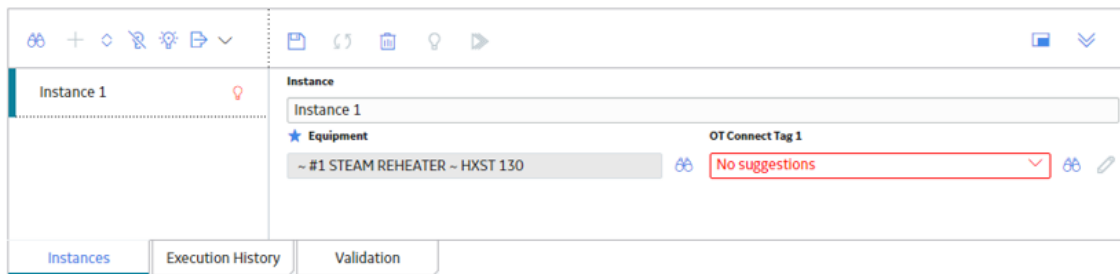 Instance 1
Instance
Instance 1
Equipment
OT Connect Tag 1
~ #1 STEAM REHEATER ~ HXST 130
No suggestions
Instances
Execution History
Validation